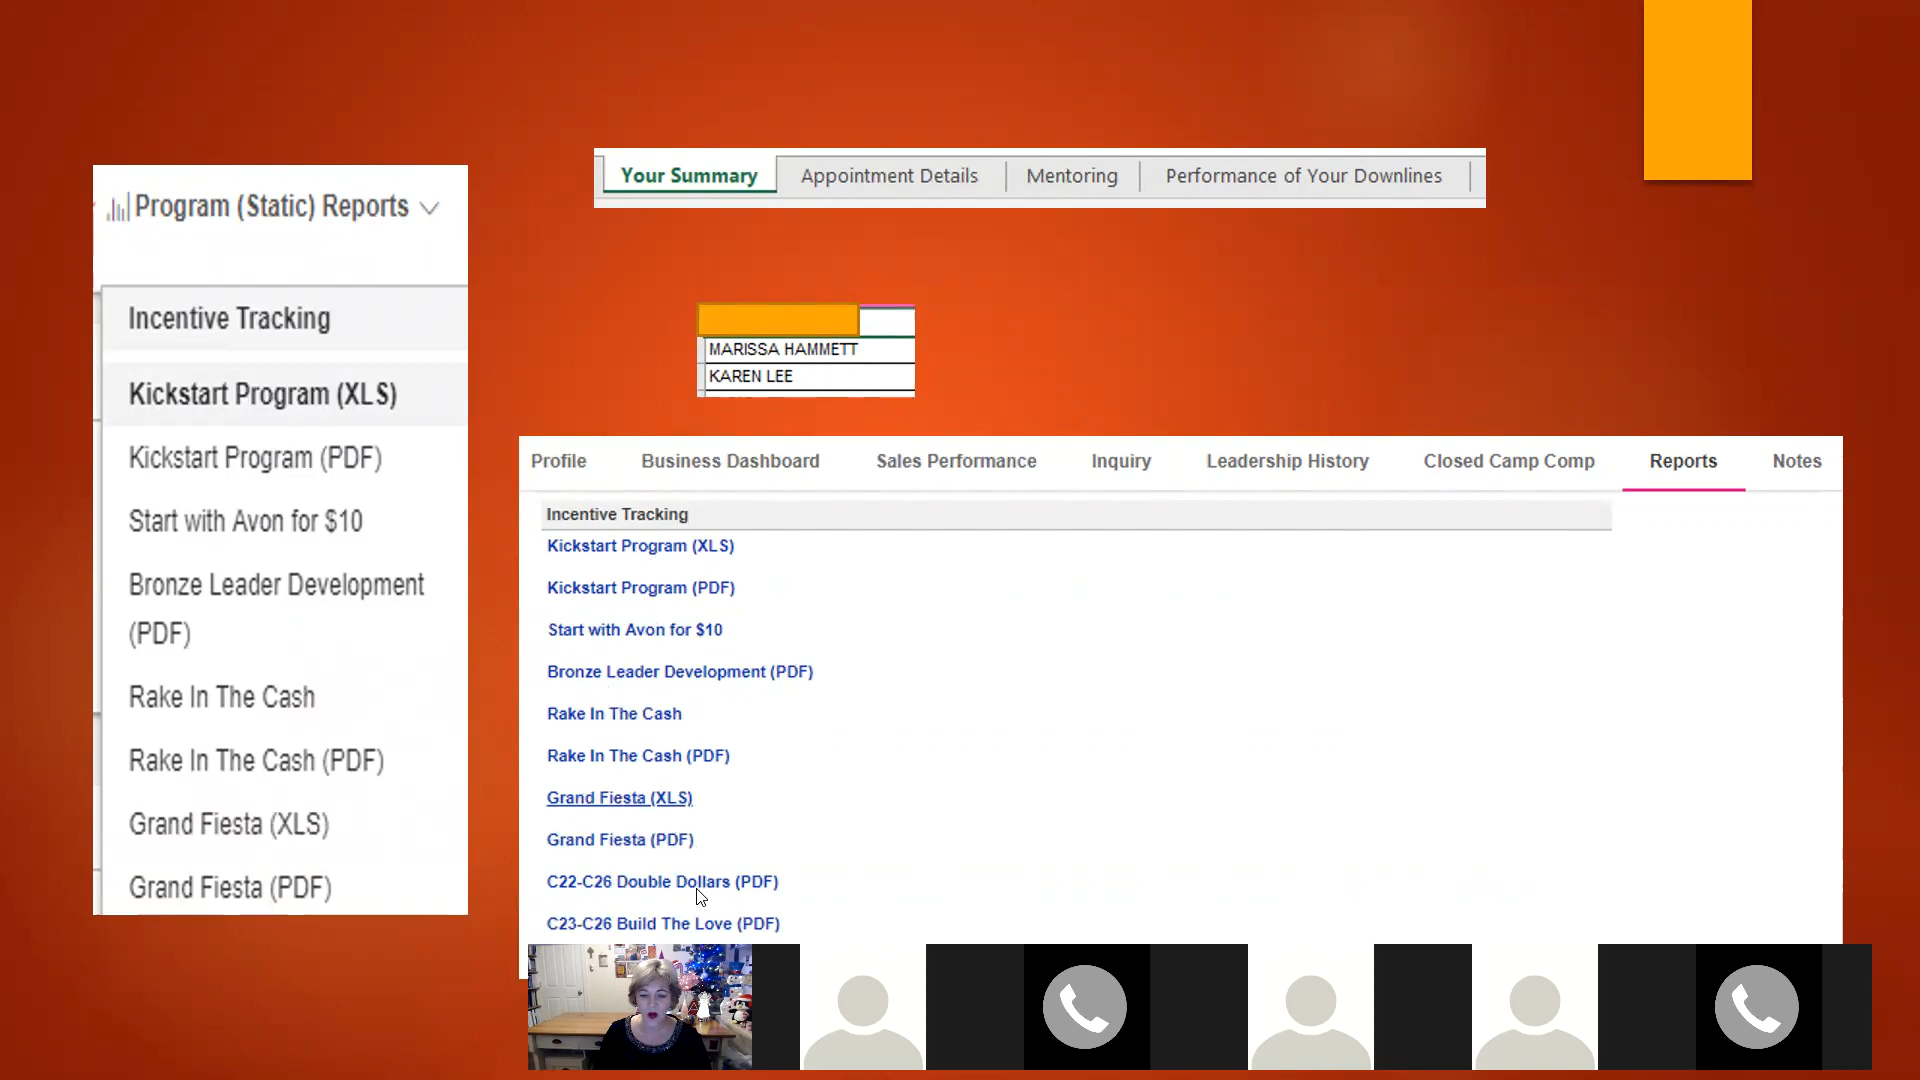 Program (Static) Reports
Incentive Tracking
Kickstart Program (XLS)
Kickstart Program (PDF)
Start with Avon for $10
Bronze Leader Development
(PDF)
Rake In The Cash
Rake In The Cash (PDF)
Grand Fiesta (XLS)
Grand Fiesta (PDF)
Your Summary
Appointment Details
Mentoring
Performance of Your Downlines
MARISSA HAMMETT
KAREN LEE
Profile
Business Dashboard
Sales Performance
Inquiry
Leadership History
Closed Camp Comp
Reports
Notes
Incentive Tracking
Kickstart Program (XLS)
Kickstart Program (PDF)
Start with Avon for $10
Bronze Leader Development (PDF)
Rake In The Cash
Rake In The Cash (PDF)
Grand Fiesta (XLS)
Grand Fiesta (PDF)
C22-C26 Double Dollars (PDF)
C23-C26 Build The Love (PDF)